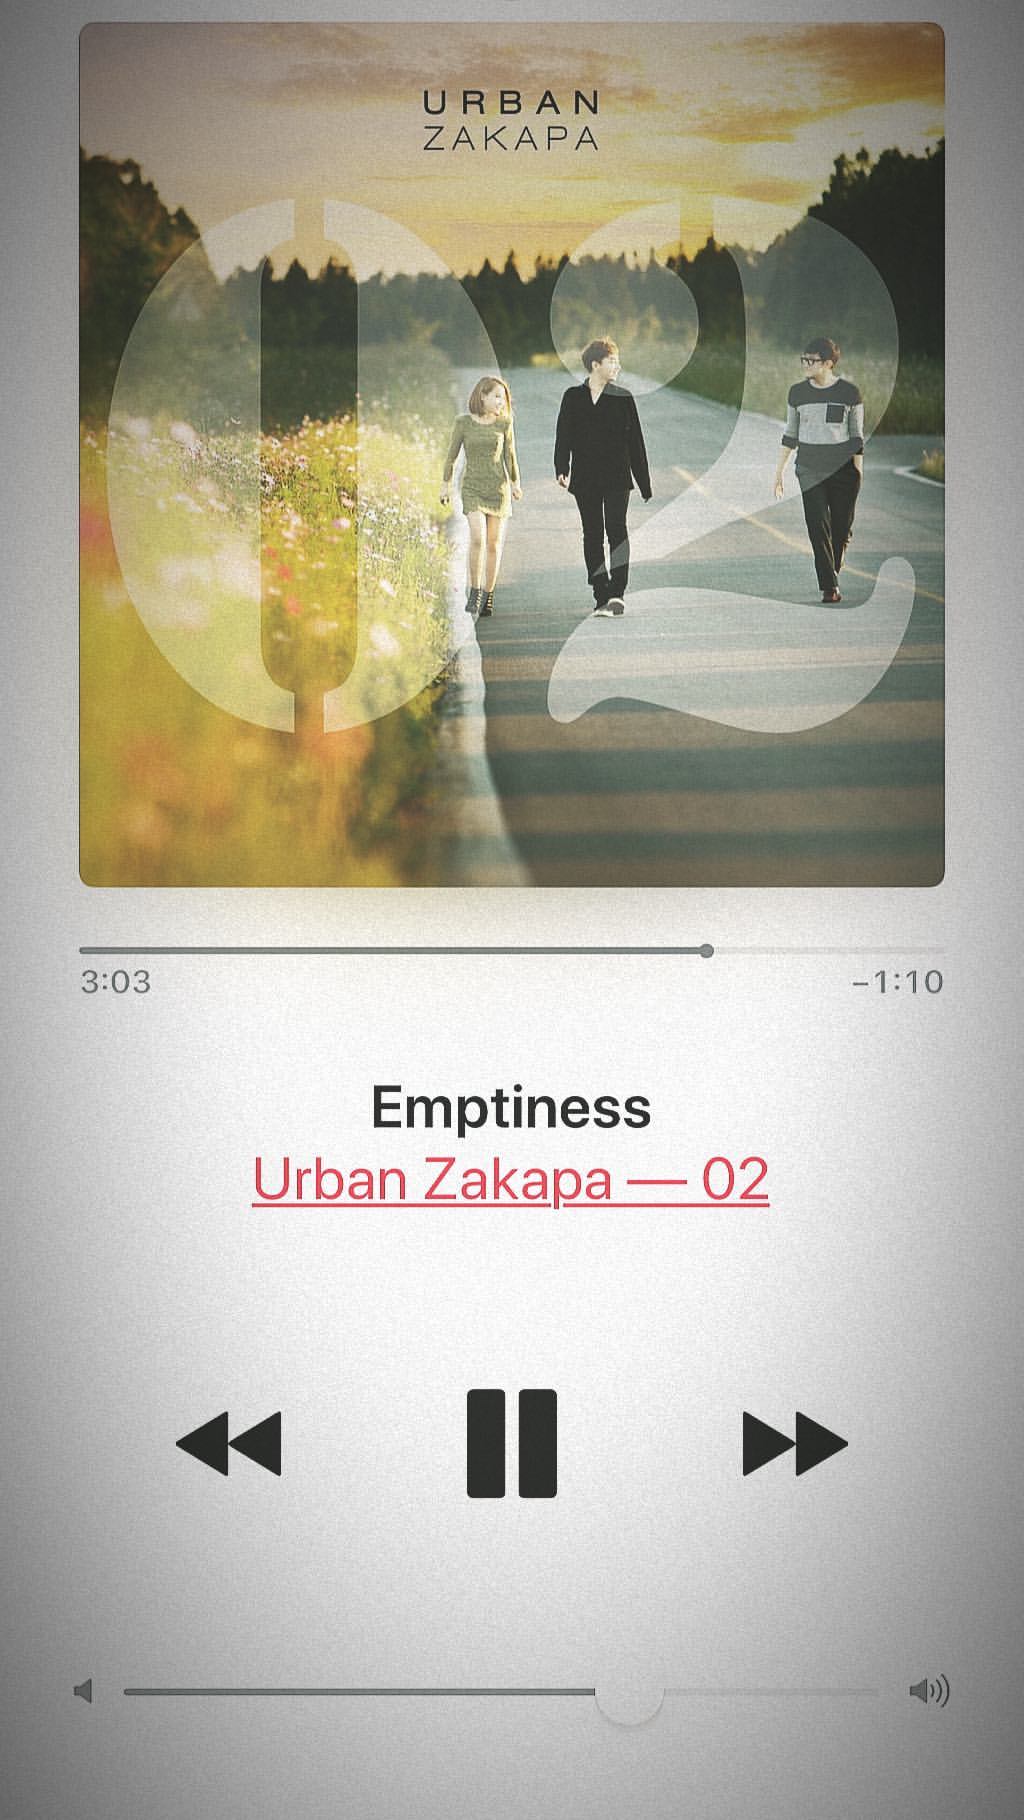 URBAN
ZAKAPA
02
3:03
−1:10
Emptiness
Urban Zakapa — 02